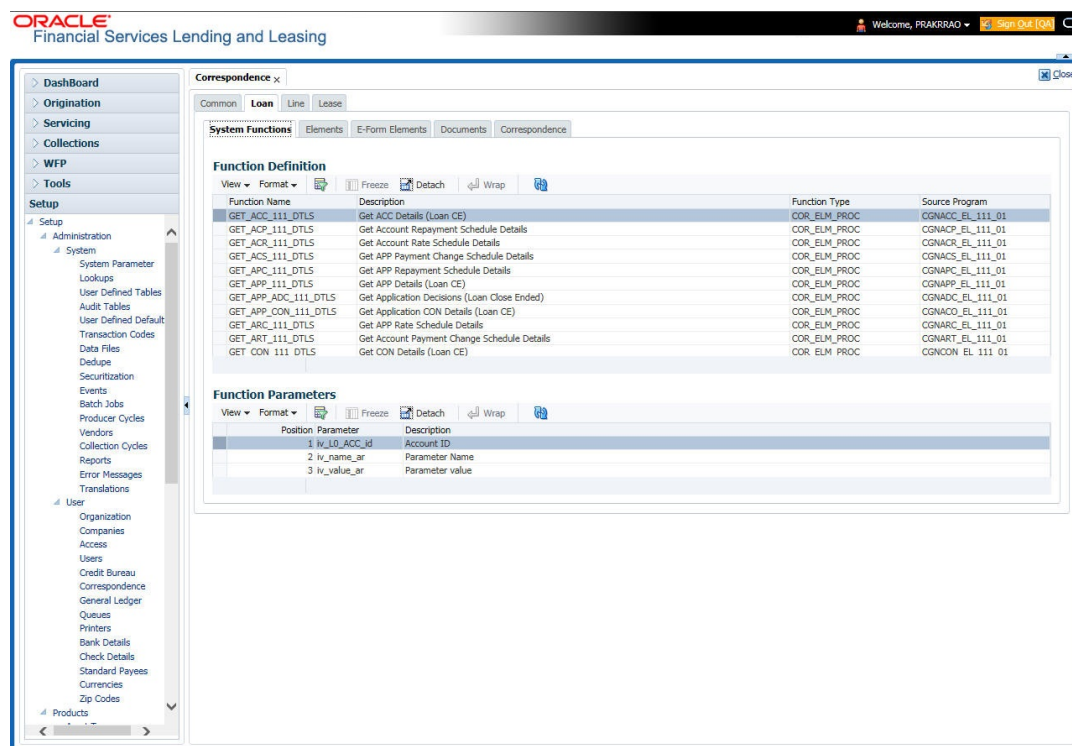 ORACLE®
Financial Services Lending and Leasing
Welcome, PRAKRRAO
Sign Out [QA]
DashBoard
Origination
Servicing
Collections
WFP
Tools
Setup
Setup
Administration
System
System Parameter
Lookups
User Defined Tables
Audit Tables
User Defined Default
Transaction Codes
Data Files
Dedupe
Securitization
Events
Batch Jobs
Producer Cycles
Vendors
Collection Cycles
Reports
Error Messages
Translations
User
Organization
Companies
Access
Users
Credit Bureau
Correspondence
General Ledger
Queues
Printers
Bank Details
Check Details
Standard Payees
Currencies
Zip Codes
Products
Correspondence x
Close
Common Loan Line Lease
System Functions Elements E-Form Elements Documents Correspondence
Function Definition
View Format Freeze Detach Wrap
Function Name Description Function Type Source Program
GET_ACC_111_DTLS Get ACC Details (Loan CE) COR_ELM_PROC CGNACC_EL_111_01
GET_ACP_111_DTLS Get Account Repayment Schedule Details COR_ELM_PROC CGNACP_EL_111_01
GET_ACR_111_DTLS Get Account Rate Schedule Details COR_ELM_PROC CGNACR_EL_111_01
GET_ACS_111_DTLS Get APP Payment Change Schedule Details COR_ELM_PROC CGNACS_EL_111_01
GET_APC_111_DTLS Get APP Repayment Schedule Details COR_ELM_PROC CGNAPC_EL_111_01
GET_APP_111_DTLS Get APP Details (Loan CE) COR_ELM_PROC CGNAPP_EL_111_01
GET_APP_ADC_111_DTLS Get Application Decisions (Loan Close Ended) COR_ELM_PROC CGNADC_EL_111_01
GET_APP_CON_111_DTLS Get Application CON Details (Loan CE) COR_ELM_PROC CGNACO_EL_111_01
GET_ARC_111_DTLS Get APP Rate Schedule Details COR_ELM_PROC CGNARC_EL_111_01
GET_ART_111_DTLS Get Account Payment Change Schedule Details COR_ELM_PROC CGNART_EL_111_01
GET_CON_111_DTLS Get CON Details (Loan CE) COR_ELM_PROC CGNCON_EL_111_01
Function Parameters
View Format Freeze Detach Wrap
Position Parameter Description
1 iv_L0_ACC_id Account ID
2 iv_name_ar Parameter Name
3 iv_value_ar Parameter value